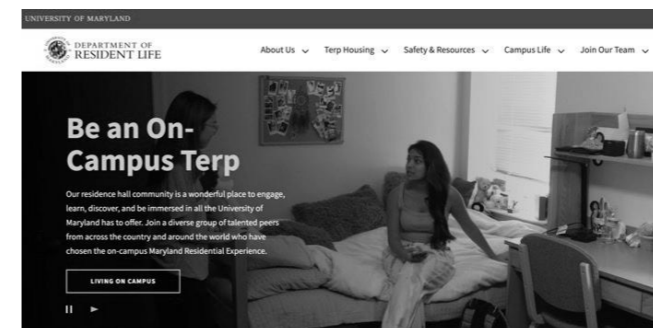 UNIVERSITY OF MARYLAND
DEPARTMENT OF
RESIDENT LIFE
About Us
Terp Housing
Safety & Resources
Campus Life
Join Our Team
Be an On-
Campus Terp
Our residence hall community is a wonderful place to engage,
learn, discover, and be immersed in all the University of
Maryland has to offer. Join a diverse group of talented peers
from across the country and around the world who have
chosen the on-campus Maryland Residential Experience.
LIVING ON CAMPUS